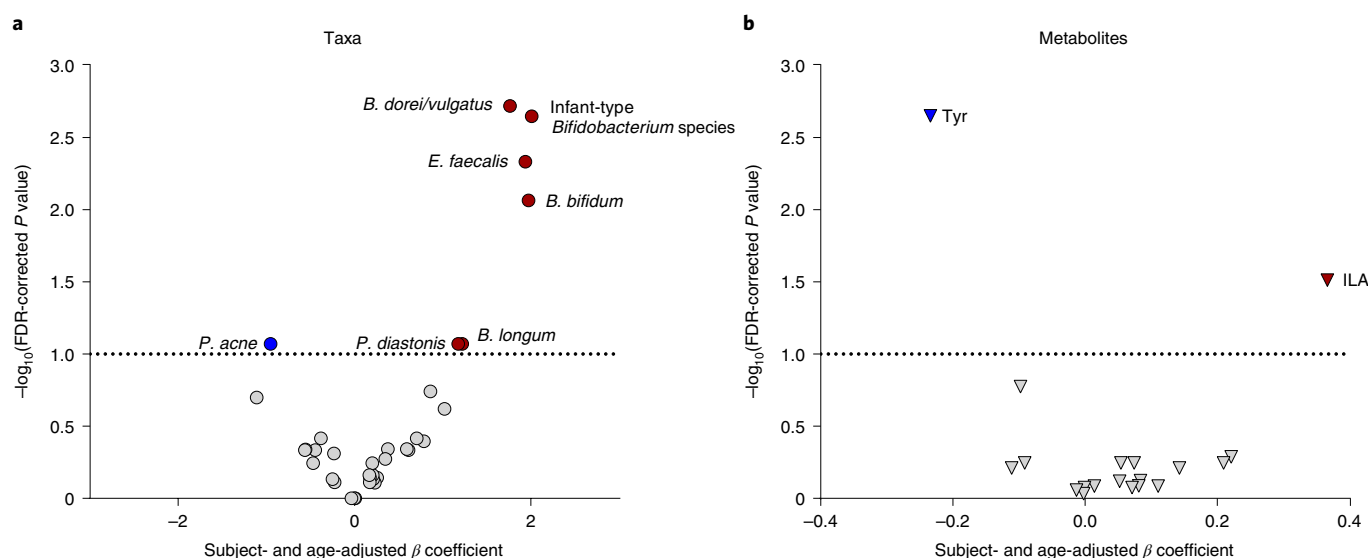 a
Taxa
3.0
2.5
2.0
1.5
1.0
0.5
0
–log10(FDR-corrected P value)
B. dorei/vulgatus
Infant-type
Bifidobacterium species
E. faecalis
B. bifidum
P. acne
P. diastonis
B. longum
–2
0
2
Subject- and age-adjusted β coefficient
b
Metabolites
3.0
2.5
2.0
1.5
1.0
0.5
0
–log10(FDR-corrected P value)
Tyr
ILA
–0.4
–0.2
0.0
0.2
0.4
Subject- and age-adjusted β coefficient